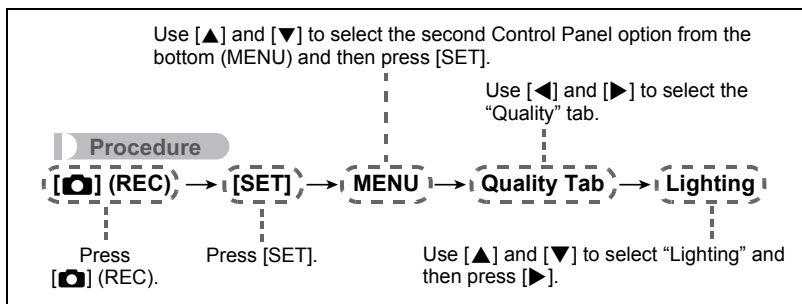 Use [▲] and [▼] to select the second Control Panel option from the
bottom (MENU) and then press [SET].
Use [◀] and [▶] to select the
“Quality” tab.
Procedure
[📷] (REC) → [SET] → MENU → Quality Tab → Lighting
Press
[📷] (REC).
Press [SET].
Use [▲] and [▼] to select “Lighting” and
then press [▶].